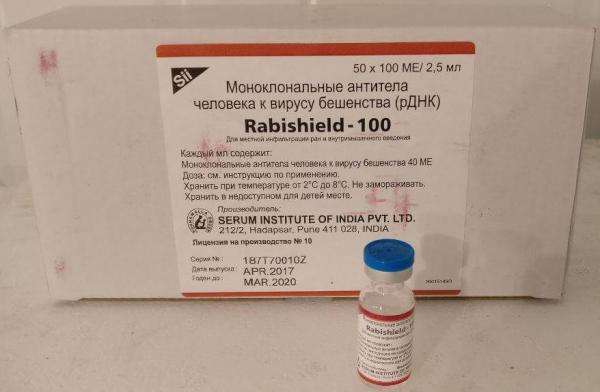 Sii
50 x 100 МЕ/ 2,5 мл
Моноклональные антитела
человека к вирусу бешенства (рДНК)
Rabishield - 100
Для местной инфильтрации ран и внутримышечного введения
Каждый мл содержит:
Моноклональные антитела человека к вирусу бешенства 40 МЕ
Доза: см. инструкцию по применению.
Хранить при температуре от 2°С до 8°С. Не замораживать.
Хранить в недоступном для детей месте.
Производитель:
SERUM INSTITUTE OF INDIA PVT. LTD.
212/2, Hadapsar, Pune 411 028, INDIA
Лицензия на производство № 10
Серия № : 187T70010Z
Дата выпуска : APR.2017
Годен до : MAR.2020
Rabishield-100
SERUM INSTITUTE OF